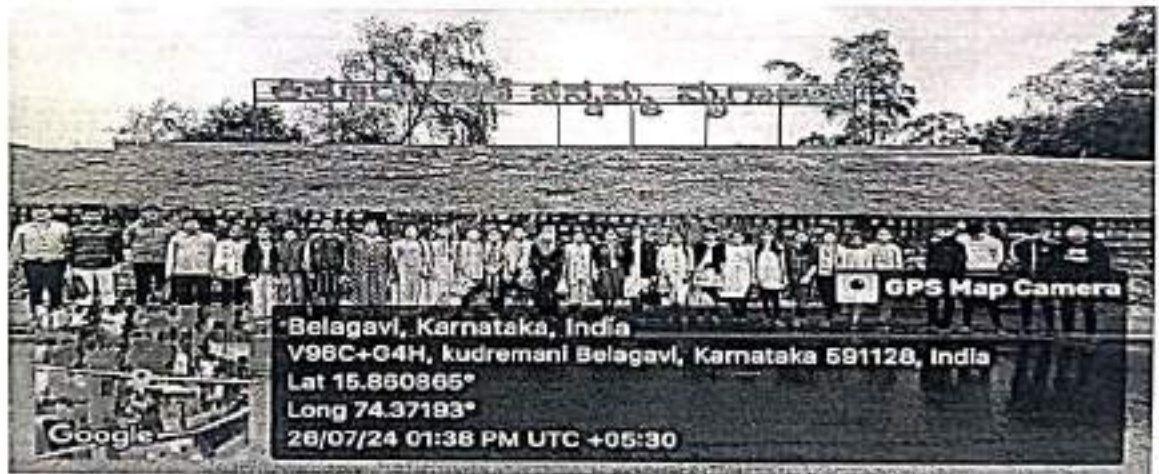 GPS Map Camera
Belagavi, Karnataka, India
V96C+G4H, kudremani Belagavi, Karnataka 591128, India
Lat 15.860865°
Long 74.37193°
26/07/24 01:38 PM UTC +05:30
Google